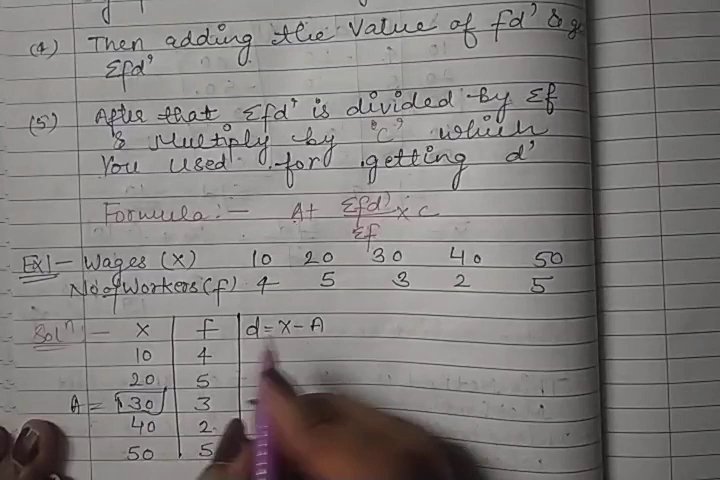 (4) Then adding the Value of fd' & g
Σfd'
(5) After that Σfd' is divided by Σf
& Multiply by 'C' which
You used for getting d'
Formula:- A+ Σfd'/Σf × C
EX1- Wages (X) 10 20 30 40 50
No of Workers (f) 4 5 3 2 5
Solⁿ - X f d = X - A
10 4
20 5
A = 30 3
40 2
50 5